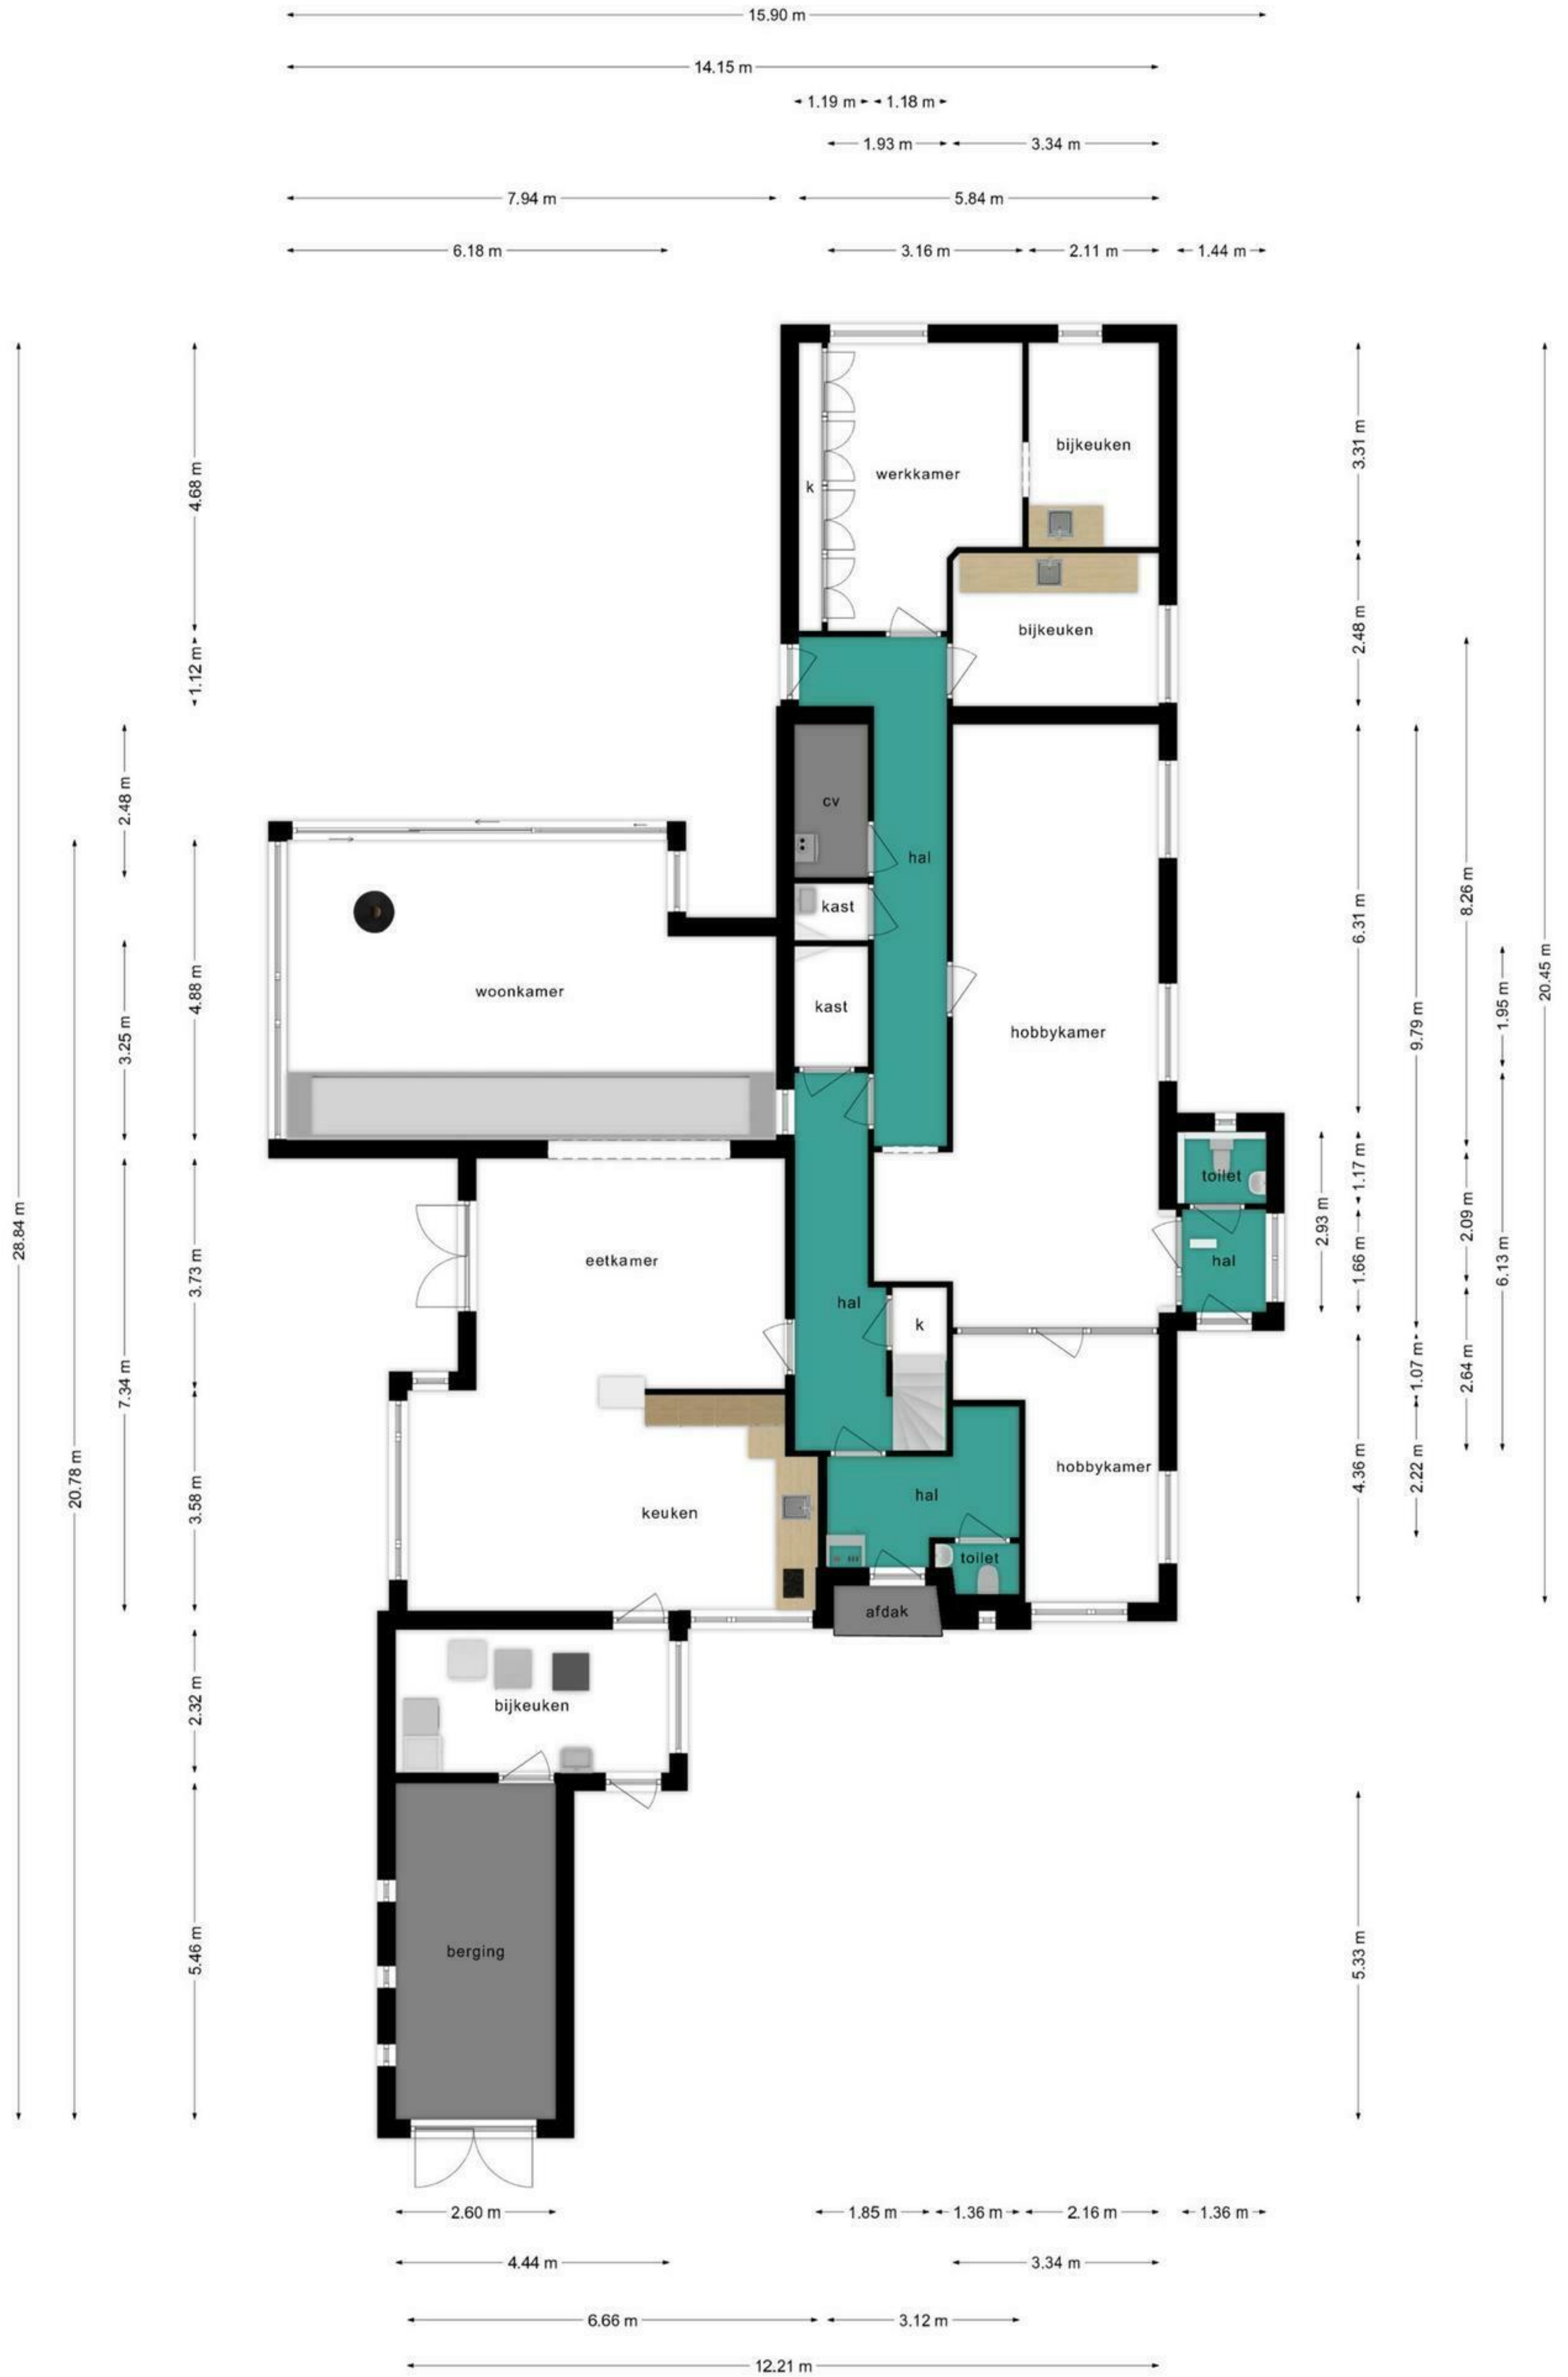 15.90 m
14.15 m
1.19 m 1.18 m
1.93 m 3.34 m
7.94 m 5.84 m
6.18 m 3.16 m 2.11 m 1.44 m
28.84 m
20.78 m
2.48 m
3.25 m
7.34 m
4.68 m
1.12 m
4.88 m
3.73 m
3.58 m
2.32 m
5.46 m
k
werkkamer
bijkeuken
bijkeuken
cv
hal
kast
kast
woonkamer
hobbykamer
toilet
hal
eetkamer
hal
k
hobbykamer
hal
keuken
toilet
afdak
bijkeuken
berging
2.93 m
3.31 m
2.48 m
6.31 m
1.17 m
1.66 m
4.36 m
5.33 m
9.79 m
1.07 m
2.22 m
8.26 m
2.09 m
2.64 m
1.95 m
6.13 m
20.45 m
2.60 m 1.85 m 1.36 m 2.16 m 1.36 m
4.44 m 3.34 m
6.66 m 3.12 m
12.21 m